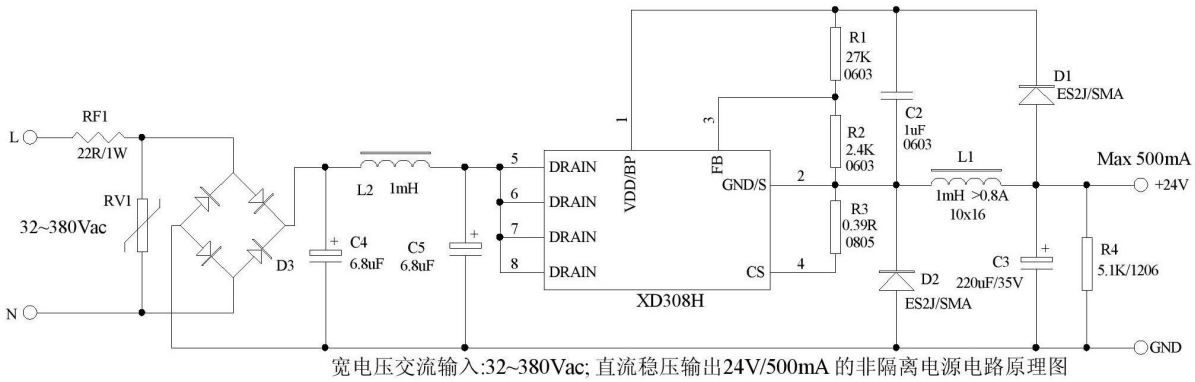 R1
27K
0603
D1
ES2J/SMA
RF1
L
22R/1W
1
3
C2
1uF
0603
R2
2.4K
0603
L2
1mH
5
DRAIN
VDD/BP
FB
GND/S
2
L1
1mH >0.8A
10x16
Max 500mA
+24V
RV1
32~380Vac
6
DRAIN
R3
0.39R
0805
7
DRAIN
+
C4
6.8uF
+
C5
6.8uF
+
C3
220uF/35V
R4
5.1K/1206
D3
8
DRAIN
CS
4
D2
ES2J/SMA
XD308H
N
GND
宽电压交流输入:32~380Vac; 直流稳压输出24V/500mA 的非隔离电源电路原理图